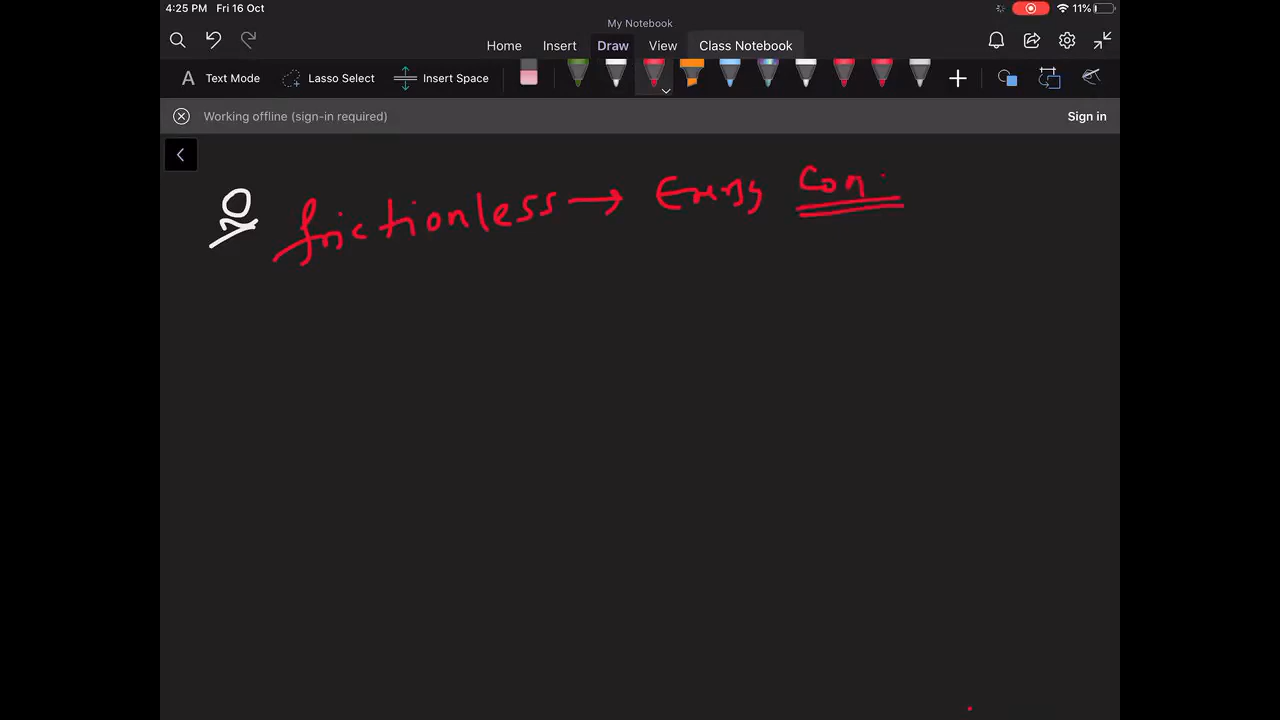 4:25 PM Fri 16 Oct 11%
My Notebook
Home Insert Draw View Class Notebook
A Text Mode Lasso Select Insert Space
Working offline (sign-in required) Sign in
Q frictionless → Energy Con.